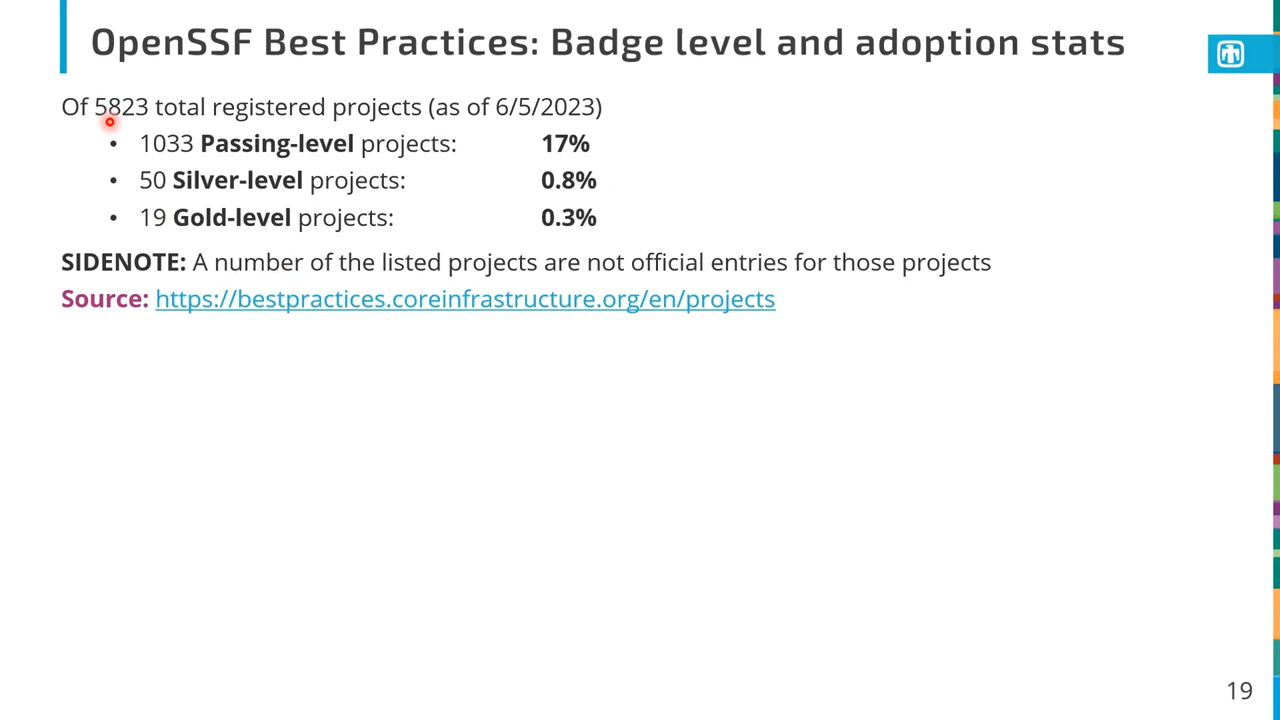 OpenSSF Best Practices: Badge level and adoption stats
Of 5823 total registered projects (as of 6/5/2023)
• 1033 Passing-level projects: 17%
• 50 Silver-level projects: 0.8%
• 19 Gold-level projects: 0.3%
SIDENOTE: A number of the listed projects are not official entries for those projects
Source: https://bestpractices.coreinfrastructure.org/en/projects
19